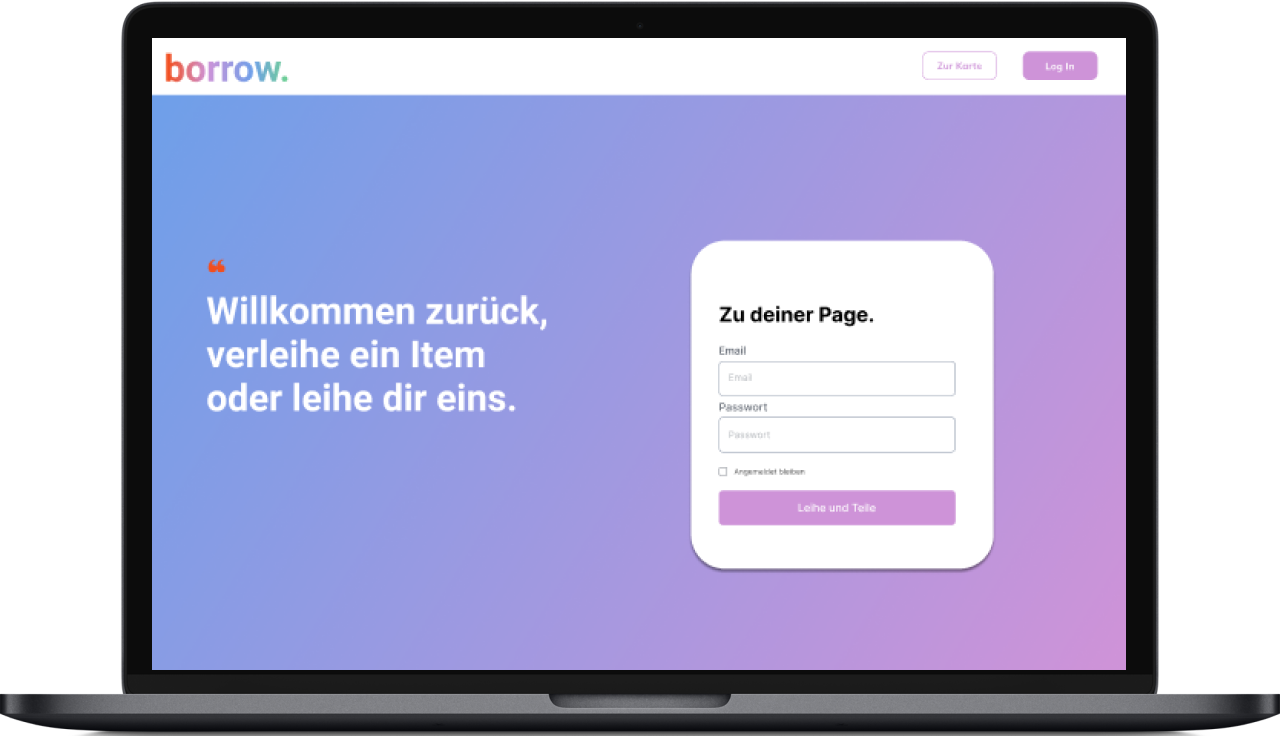 borrow.
Zur Karte
Log In
❝
Willkommen zurück,
verleihe ein Item
oder leihe dir eins.
Zu deiner Page.
Email
Email
Passwort
Passwort
Angemeldet bleiben
Leihe und Teile